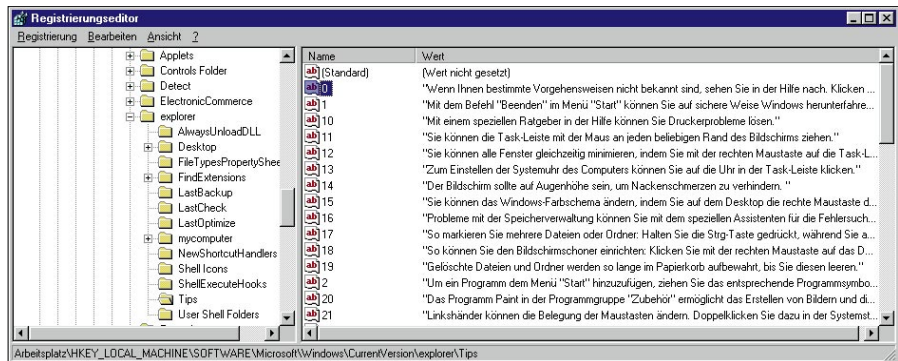 Registrierungseditor
Registrierung Bearbeiten Ansicht ?
Applets
Controls Folder
Detect
ElectronicCommerce
explorer
AlwaysUnloadDLL
Desktop
FileTypesPropertyShee
FindExtensions
LastBackup
LastCheck
LastOptimize
mycomputer
NewShortcutHandlers
Shell Icons
ShellExecuteHooks
Tips
User Shell Folders
Name Wert
(Standard) (Wert nicht gesetzt)
0 "Wenn Ihnen bestimmte Vorgehensweisen nicht bekannt sind, sehen Sie in der Hilfe nach. Klicken ...
1 "Mit dem Befehl "Beenden" im Menü "Start" können Sie auf sichere Weise Windows herunterfahre...
10 "Mit einem speziellen Ratgeber in der Hilfe können Sie Druckerprobleme lösen."
11 "Sie können die Task-Leiste mit der Maus an jeden beliebigen Rand des Bildschirms ziehen."
12 "Sie können alle Fenster gleichzeitig minimieren, indem Sie mit der rechten Maustaste auf die Task-L...
13 "Zum Einstellen der Systemuhr des Computers können Sie auf die Uhr in der Task-Leiste klicken."
14 "Der Bildschirm sollte auf Augenhöhe sein, um Nackenschmerzen zu verhindern. "
15 "Sie können das Windows-Farbschema ändern, indem Sie auf dem Desktop die rechte Maustaste d...
16 "Probleme mit der Speicherverwaltung können Sie mit dem speziellen Assistenten für die Fehlersuch...
17 "So markieren Sie mehrere Dateien oder Ordner: Halten Sie die Strg-Taste gedrückt, während Sie a...
18 "So können Sie den Bildschirmschoner einrichten: Klicken Sie mit der rechten Maustaste auf das D...
19 "Gelöschte Dateien und Ordner werden so lange im Papierkorb aufbewahrt, bis Sie diesen leeren."
2 "Um ein Programm dem Menü "Start" hinzuzufügen, ziehen Sie das entsprechende Programmsymbo...
20 "Das Programm Paint in der Programmgruppe "Zubehör" ermöglicht das Erstellen von Bildern und di...
21 "Linkshänder können die Belegung der Maustasten ändern. Doppelklicken Sie dazu in der Systemst...
Arbeitsplatz\HKEY_LOCAL_MACHINE\SOFTWARE\Microsoft\Windows\CurrentVersion\explorer\Tips